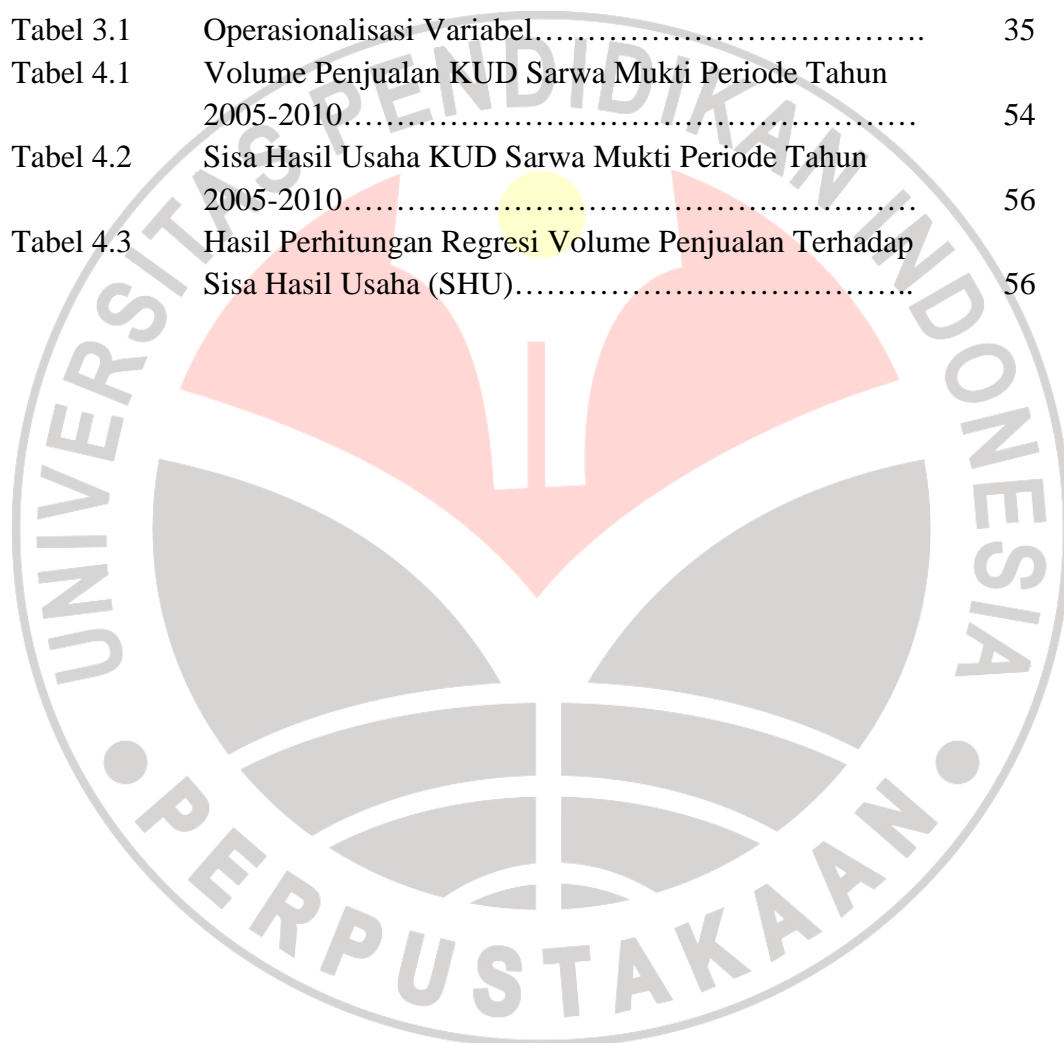 Tabel 3.1 Operasionalisasi Variabel………………………………. 35
Tabel 4.1 Volume Penjualan KUD Sarwa Mukti Periode Tahun
2005-2010……………………………………………… 54
Tabel 4.2 Sisa Hasil Usaha KUD Sarwa Mukti Periode Tahun
2005-2010……………………………………………… 56
Tabel 4.3 Hasil Perhitungan Regresi Volume Penjualan Terhadap
Sisa Hasil Usaha (SHU)……………………………….. 56
UNIVERSITAS PENDIDIKAN INDONESIA
PERPUSTAKAAN